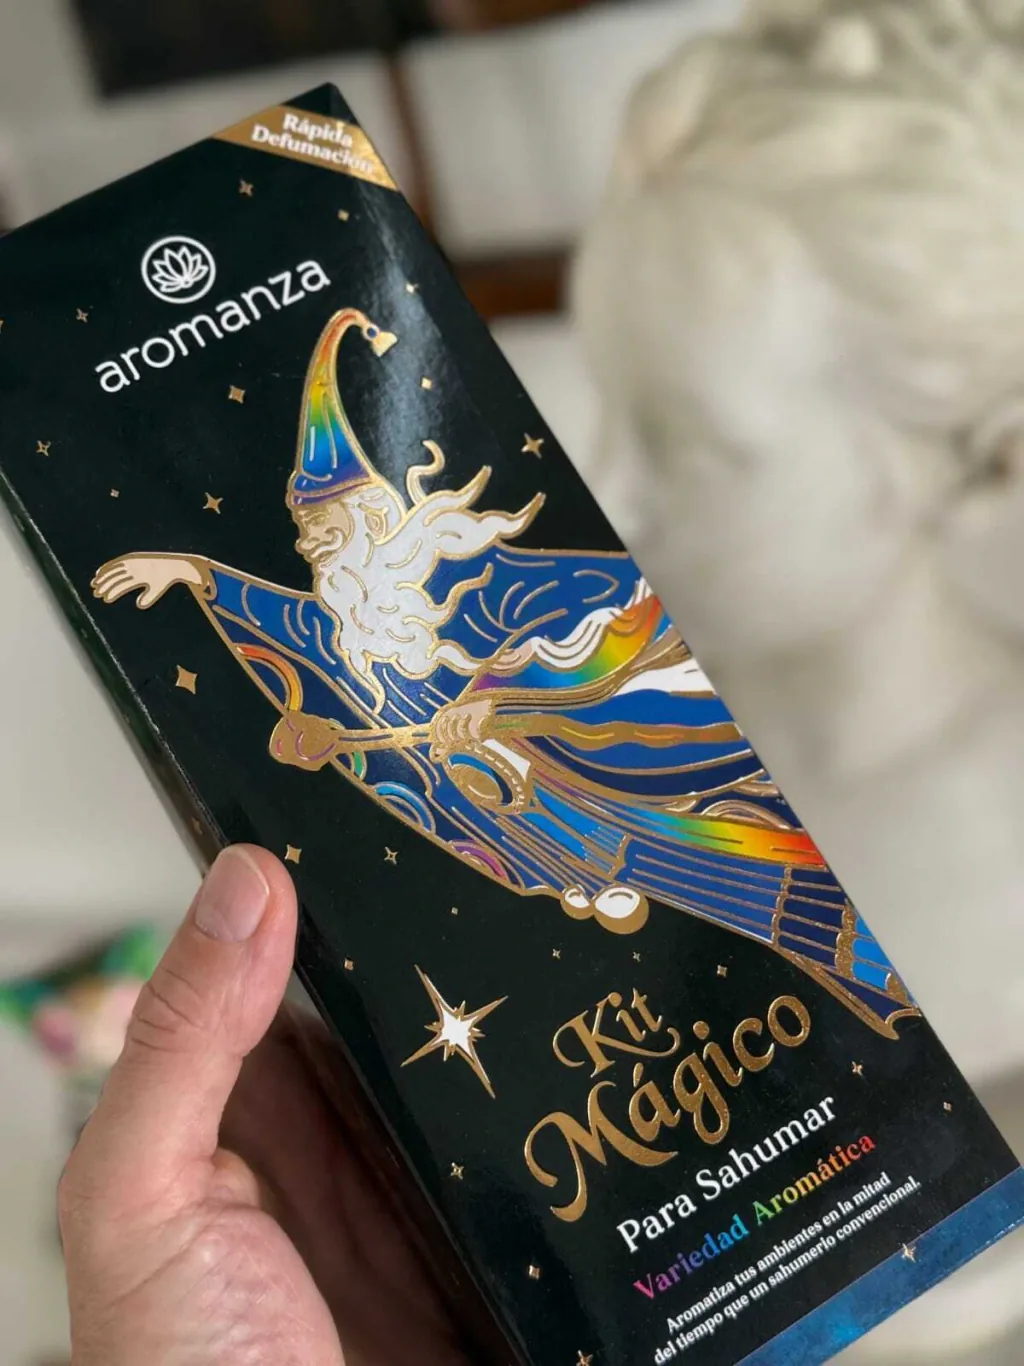 Rápida
Defumación
aromanza
Kit
Mágico
Para Sahumar
Variedad Aromática
Aromatiza tus ambientes en la mitad
del tiempo que un sahumerio convencional.